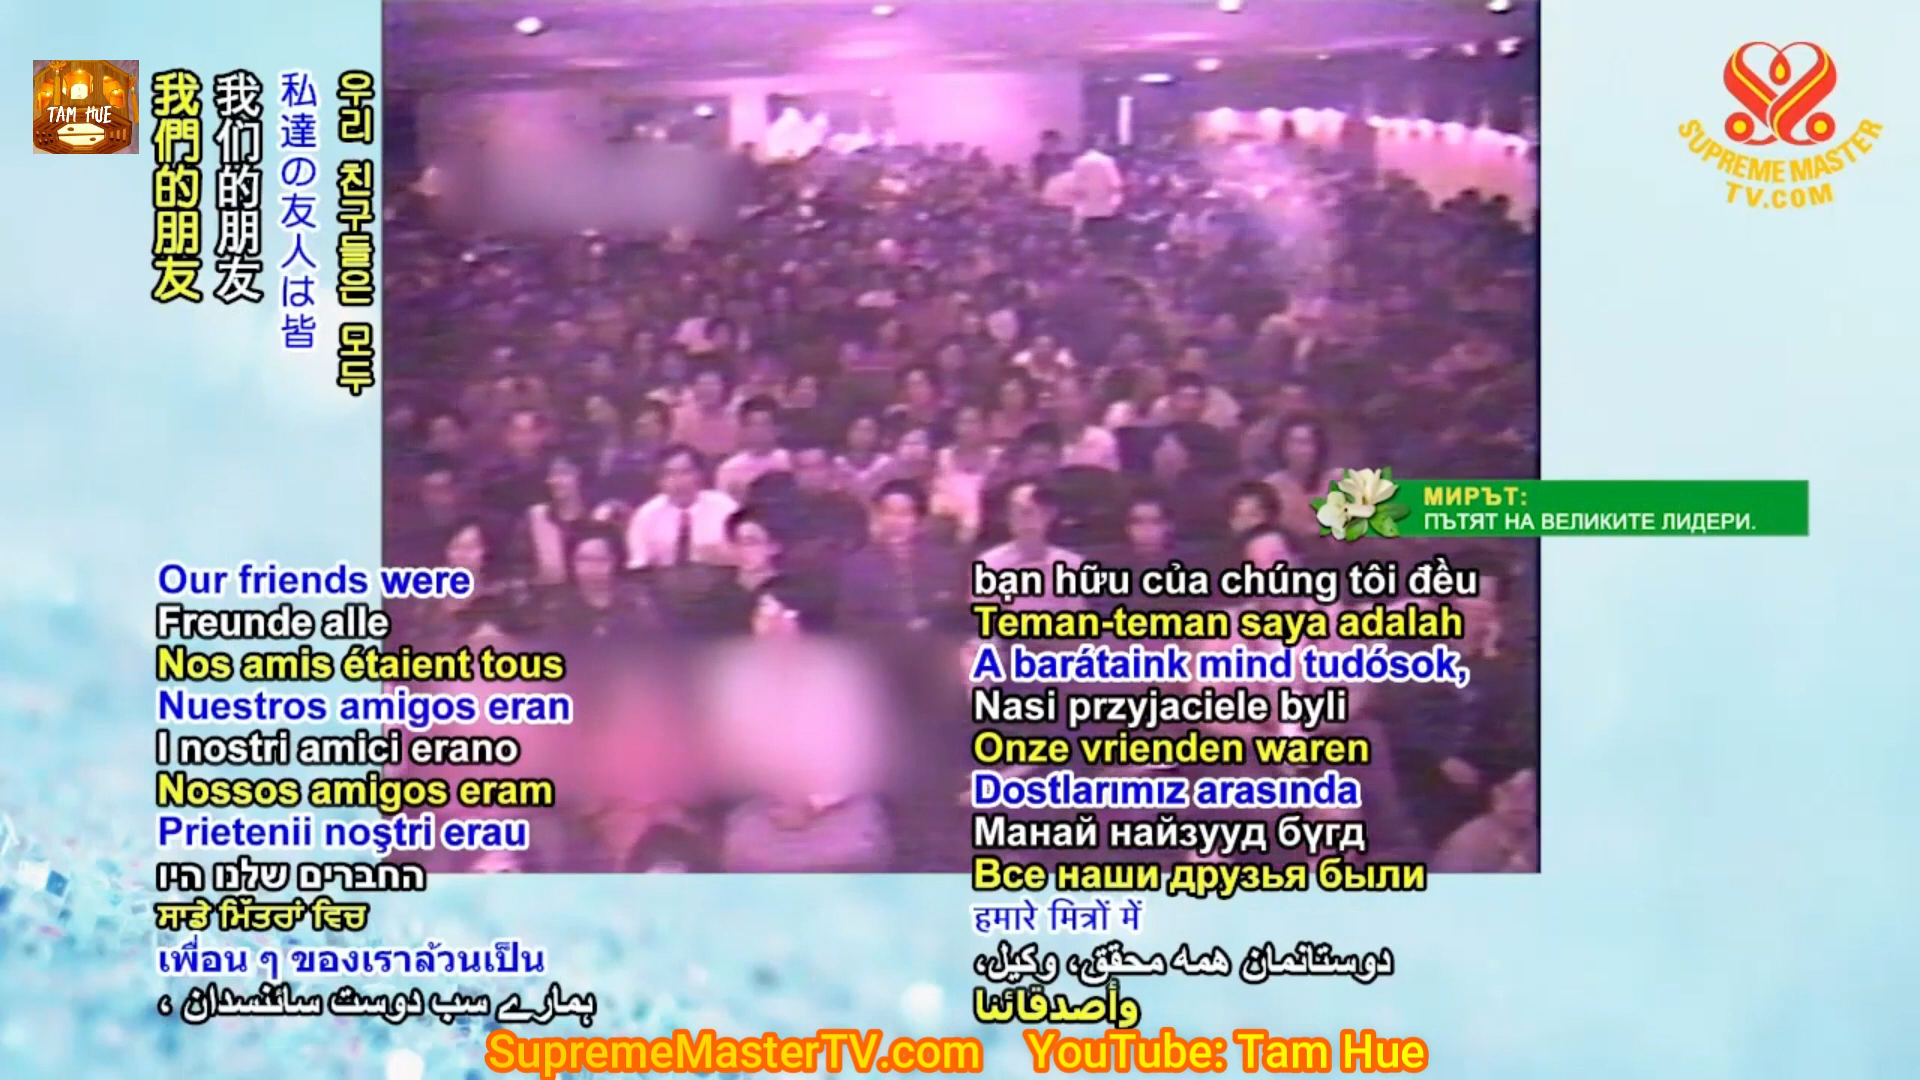 TAM HUE
我們的朋友
我们的朋友
私達の友人は皆
우리 친구들은 모두
SUPREME MASTER
TV.COM
МИРЪТ:
ПЪТЯТ НА ВЕЛИКИТЕ ЛИДЕРИ.
Our friends were
Freunde alle
Nos amis étaient tous
Nuestros amigos eran
I nostri amici erano
Nossos amigos eram
Prietenii noştri erau
החברים שלנו היו
ਸਾਡੇ ਮਿੱਤਰਾਂ ਵਿਚ
เพื่อน ๆ ของเราล้วนเป็น
ہمارے سب دوست سائنسدان ،
bạn hữu của chúng tôi đều
Teman-teman saya adalah
A barátaink mind tudósok,
Nasi przyjaciele byli
Onze vrienden waren
Dostlarımız arasında
Манай найзууд бүгд
Все наши друзья были
हमारे मित्रों में
دوستانمان همه محقق، وکیل،
وأصدقائنا
SupremeMasterTV.com YouTube: Tam Hue